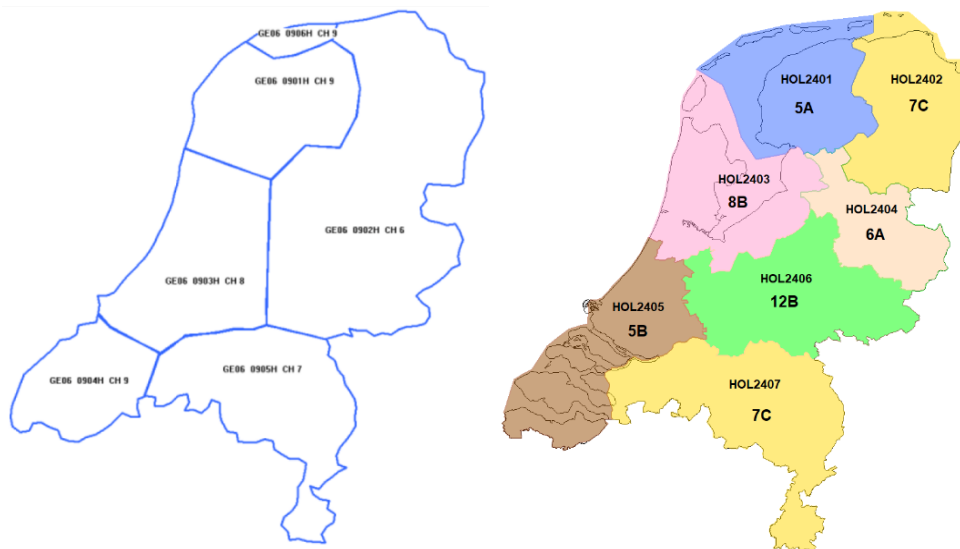 GE06 0906H CH 9
GE06 0901H CH 9
GE06 0902H CH 6
GE06 0903H CH 8
GE06 0904H CH 9
GE06 0905H CH 7
HOL2401
5A
HOL2402
7C
HOL2403
8B
HOL2404
6A
HOL2406
12B
HOL2405
5B
HOL2407
7C